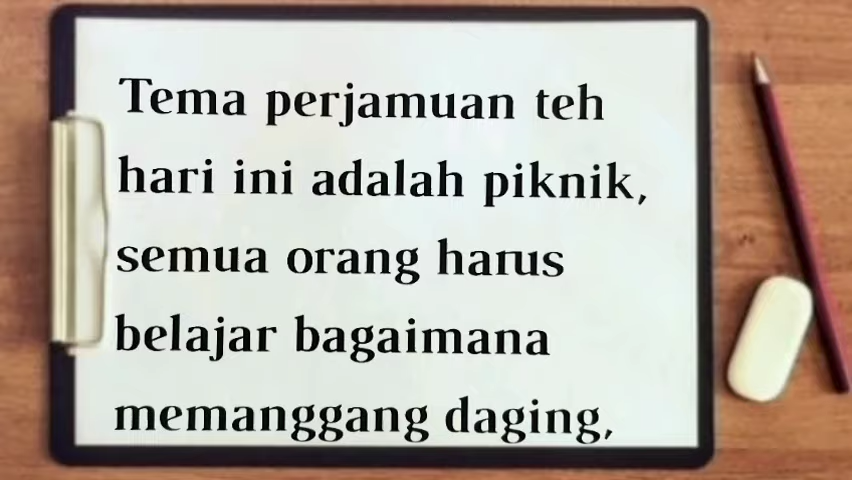 Tema perjamuan teh
hari ini adalah piknik,
semua orang harus
belajar bagaimana
memanggang daging,